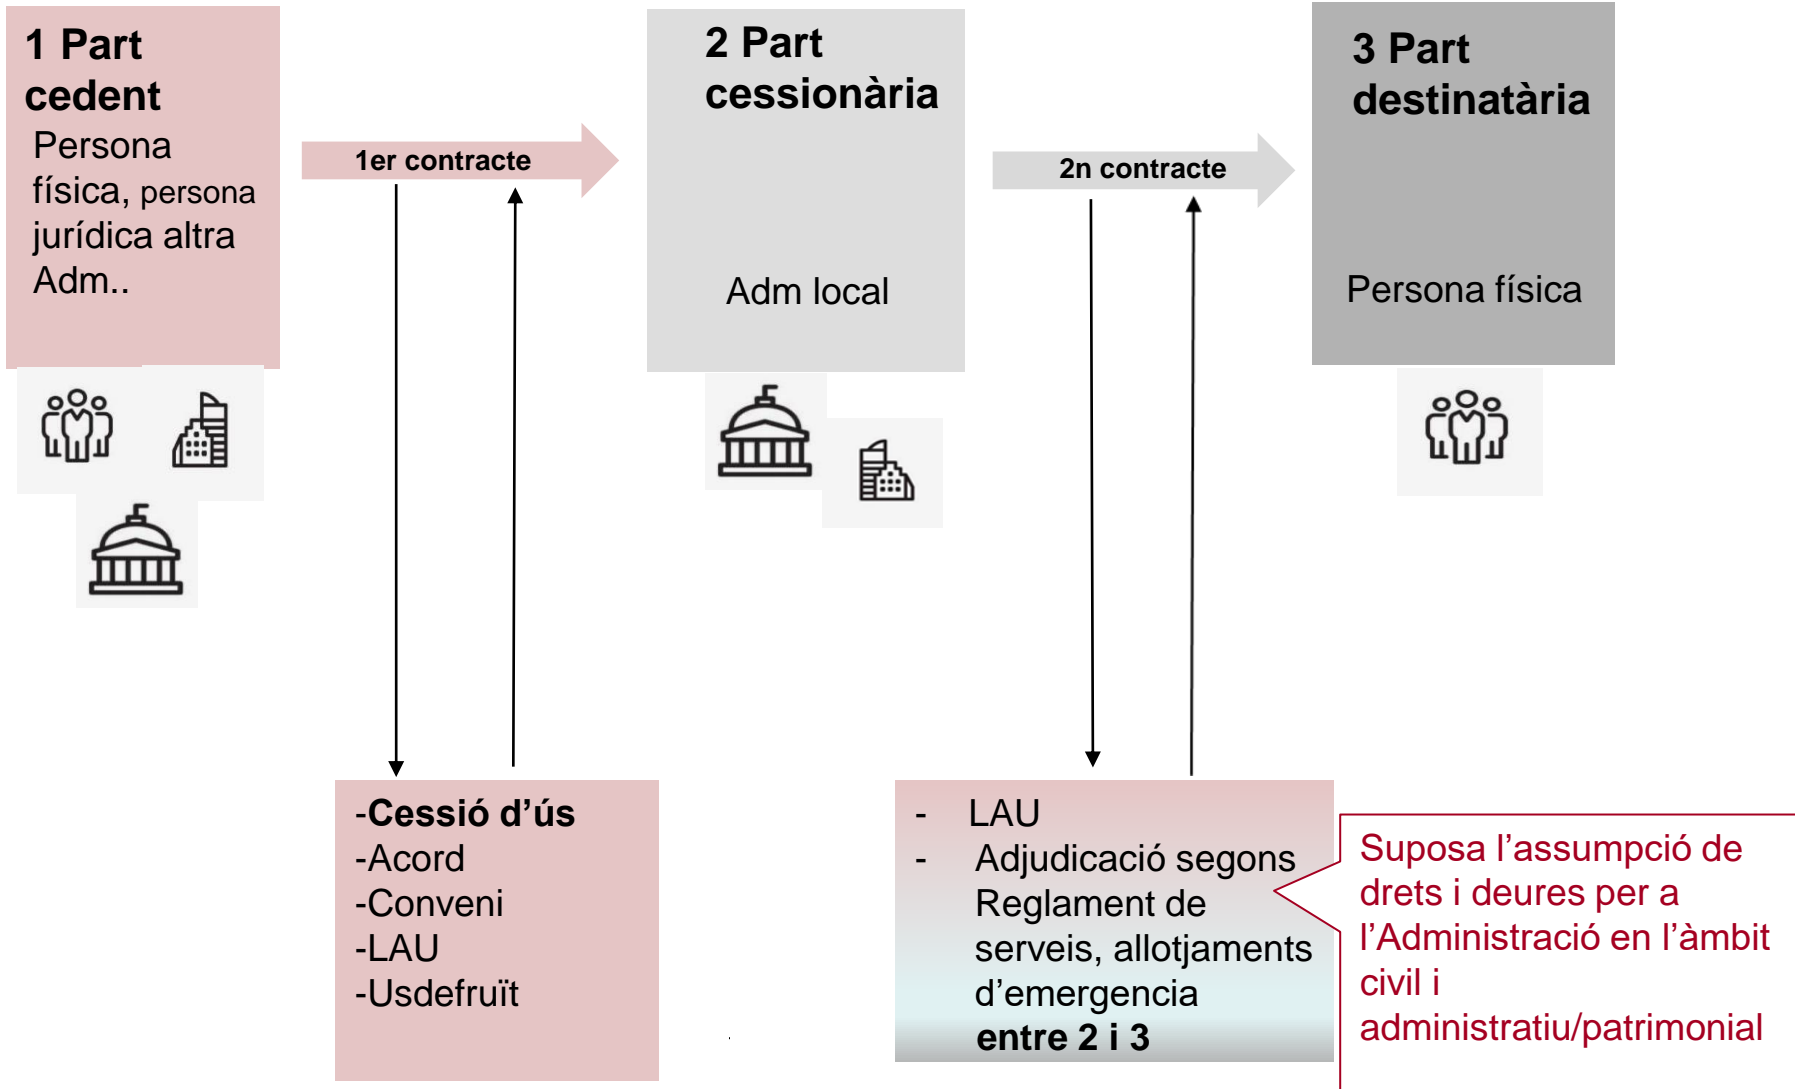 1 Part
cedent
Persona
física, persona
jurídica altra
Adm..
1er contracte
2 Part
cessionària
Adm local
2n contracte
3 Part
destinatària
Persona física
-Cessió d’ús
-Acord
-Conveni
-LAU
-Usdefruït
- LAU
- Adjudicació segons
Reglament de
serveis, allotjaments
d’emergencia
entre 2 i 3
Suposa l’assumpció de
drets i deures per a
l’Administració en l’àmbit
civil i
administratiu/patrimonial